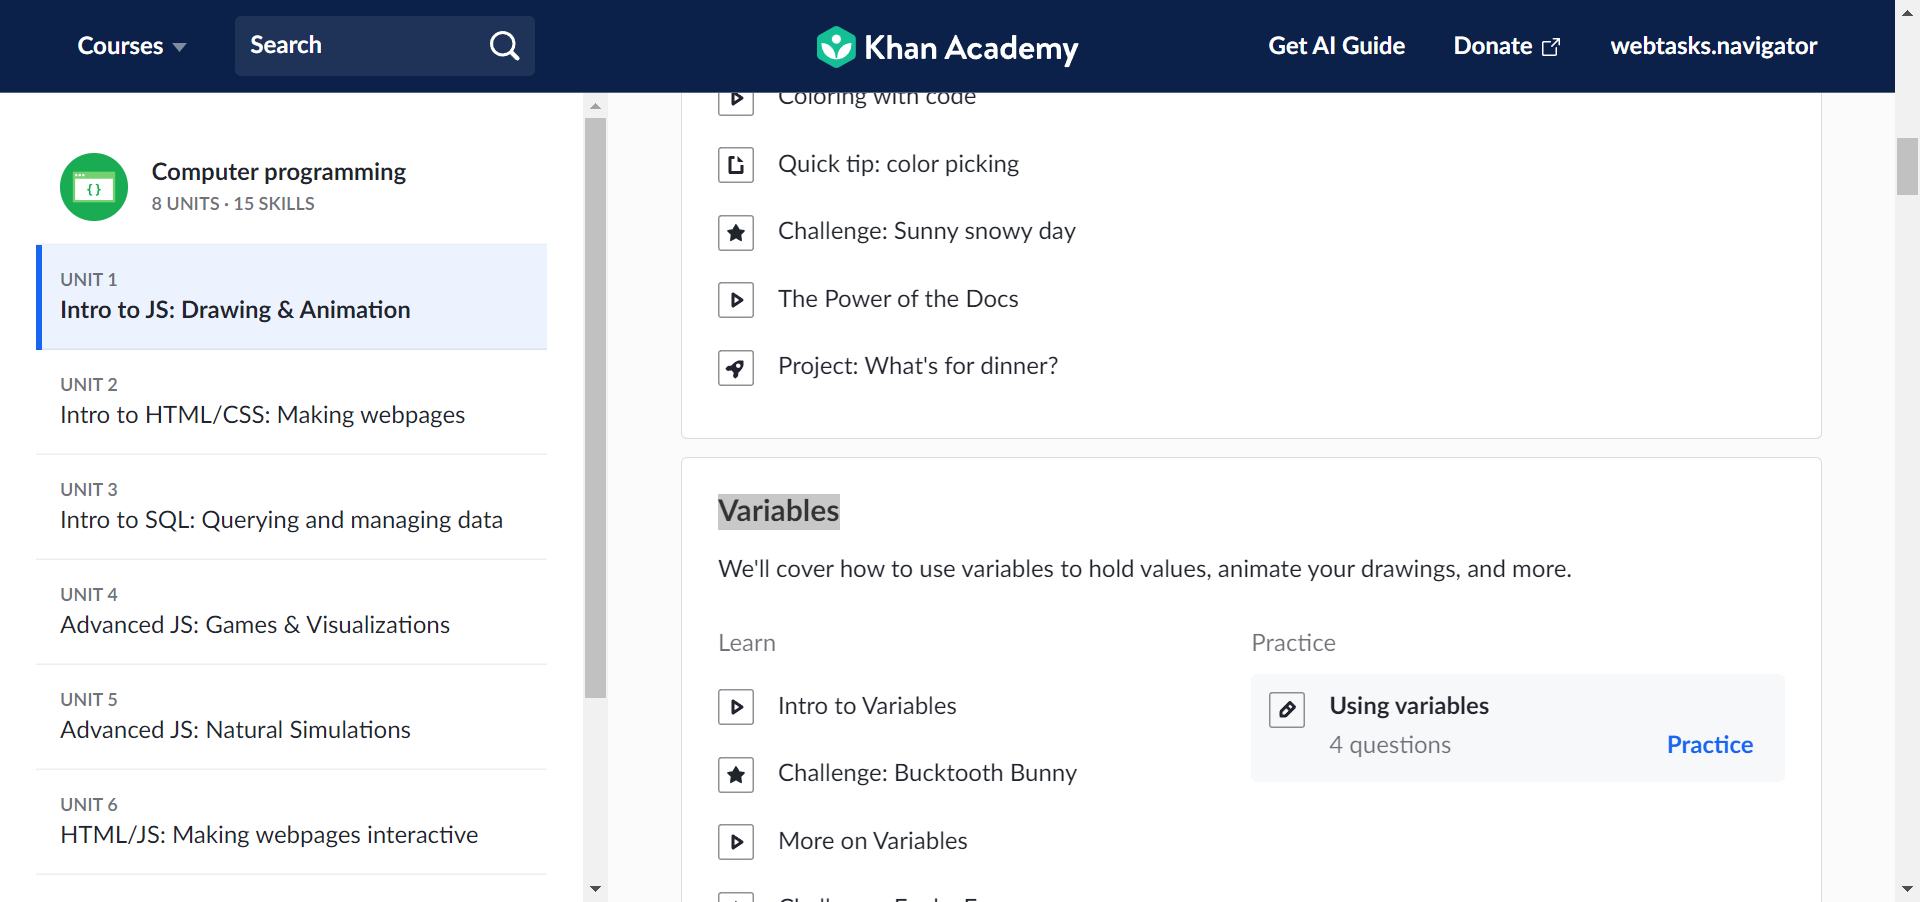 Courses
Search
Khan Academy
Get AI Guide
Donate
webtasks.navigator
Computer programming
8 UNITS · 15 SKILLS
UNIT 1
Intro to JS: Drawing & Animation
UNIT 2
Intro to HTML/CSS: Making webpages
UNIT 3
Intro to SQL: Querying and managing data
UNIT 4
Advanced JS: Games & Visualizations
UNIT 5
Advanced JS: Natural Simulations
UNIT 6
HTML/JS: Making webpages interactive
Coloring with code
Quick tip: color picking
Challenge: Sunny snowy day
The Power of the Docs
Project: What's for dinner?
Variables
We'll cover how to use variables to hold values, animate your drawings, and more.
Learn
Intro to Variables
Challenge: Bucktooth Bunny
More on Variables
Practice
Using variables
4 questions
Practice